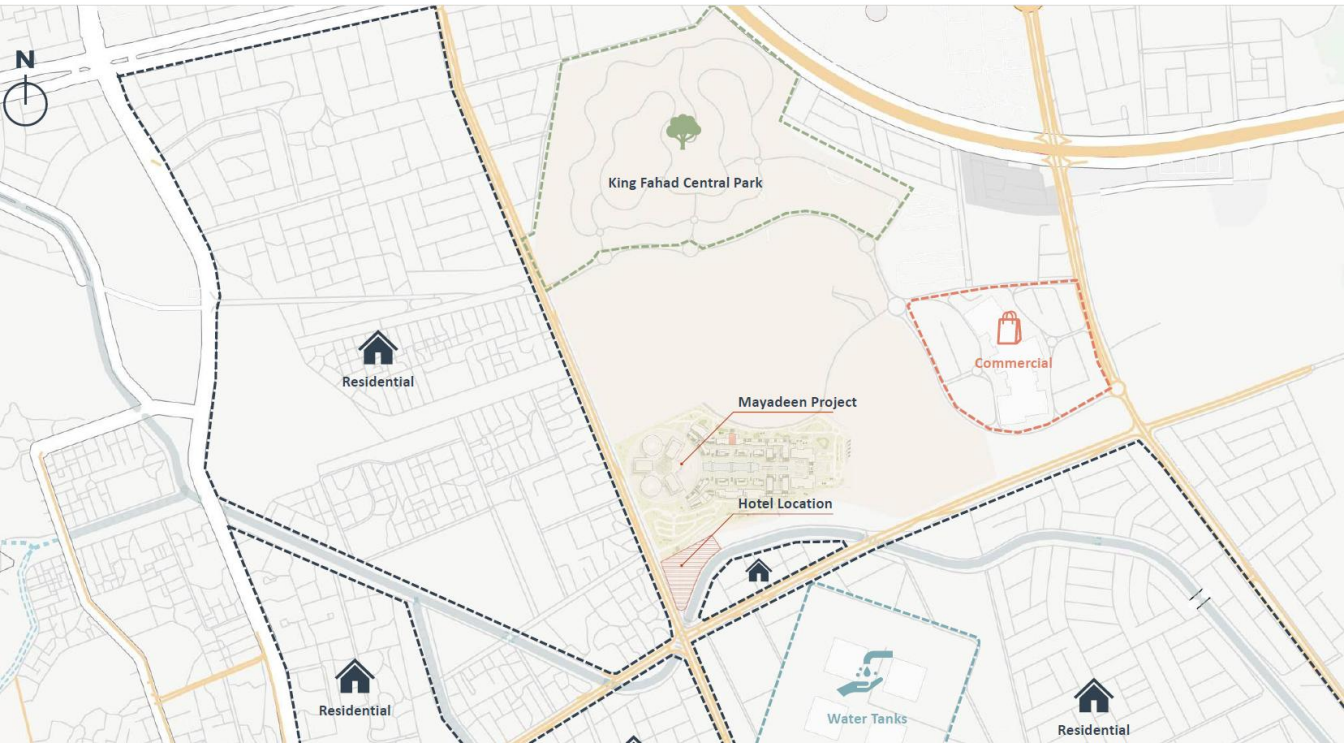 N
King Fahad Central Park
Residential
Commercial
Mayadeen Project
Hotel Location
Residential
Water Tanks
Residential